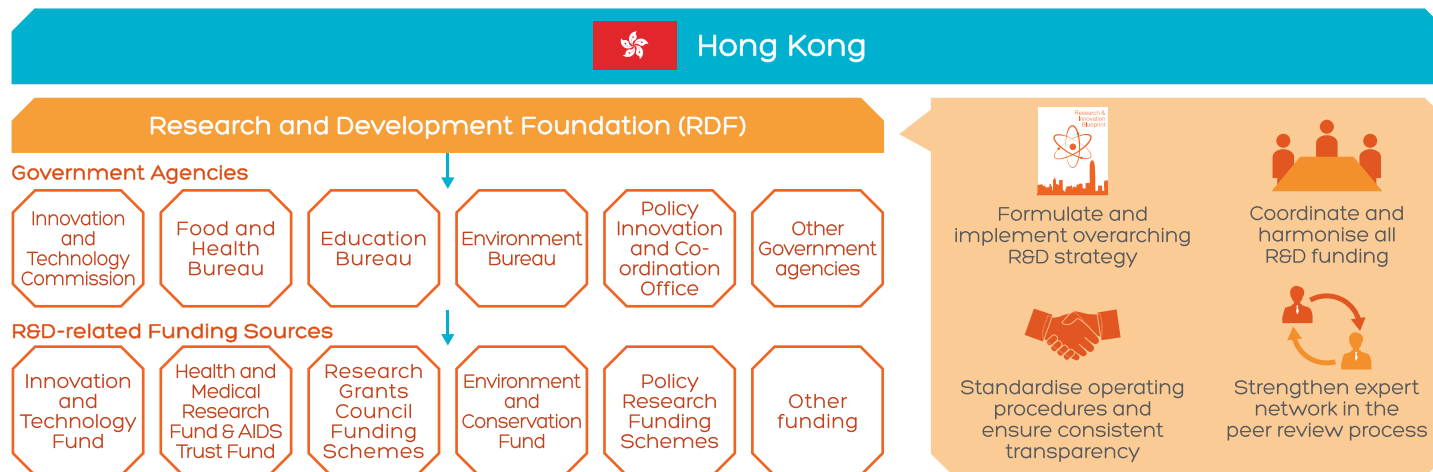 Hong Kong
Research and Development Foundation (RDF)
Government Agencies
Innovation
and
Technology
Commission
Food and
Health
Bureau
Education
Bureau
Environment
Bureau
Policy
Innovation
and Co-
ordination
Office
Other
Government
agencies
R&D-related Funding Sources
Innovation
and
Technology
Fund
Health and
Medical
Research
Fund & AIDS
Trust Fund
Research
Grants
Council
Funding
Schemes
Environment
and
Conservation
Fund
Policy
Research
Funding
Schemes
Other
funding
Research &
Innovation
Blueprint
Formulate and
implement overarching
R&D strategy
Coordinate and
harmonise all
R&D funding
Standardise operating
procedures and
ensure consistent
transparency
Strengthen expert
network in the
peer review process